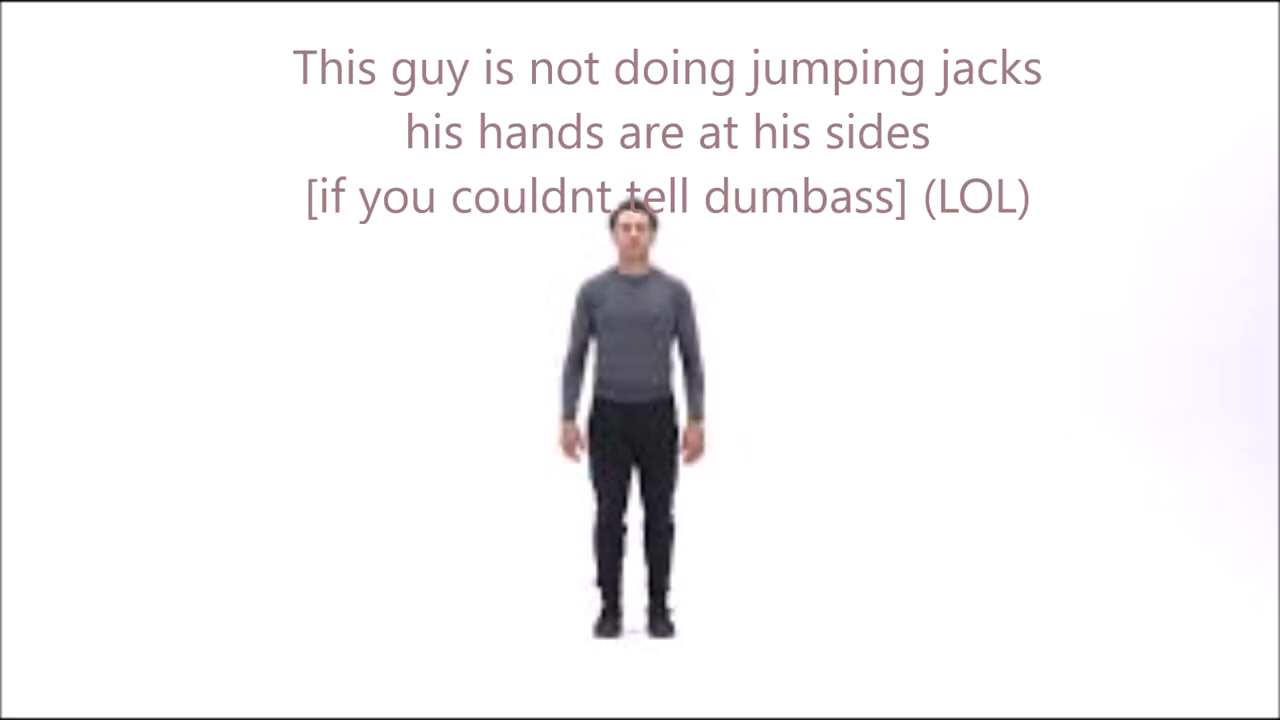 This guy is not doing jumping jacks
his hands are at his sides
[if you couldnt tell dumbass] (LOL)